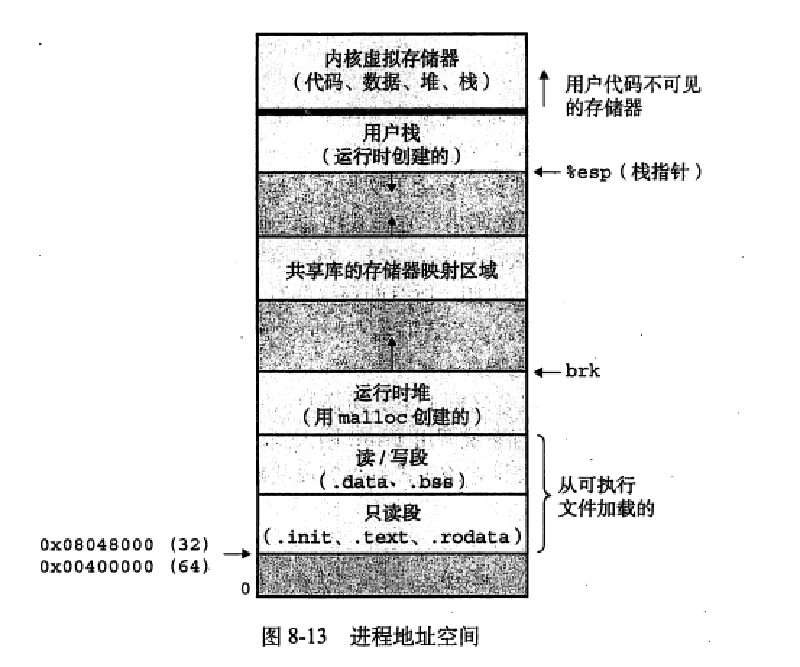 内核虚拟存储器
（代码、数据、堆、栈）
用户代码不可见
的存储器
用户栈
（运行时创建的）
%esp（栈指针）
共享库的存储器映射区域
brk
运行时堆
（用 malloc 创建的）
读/写段
（.data、.bss）
从可执行
文件加载的
只读段
（.init、.text、.rodata）
0x08048000 (32)
0x00400000 (64)
0
图 8-13 进程地址空间